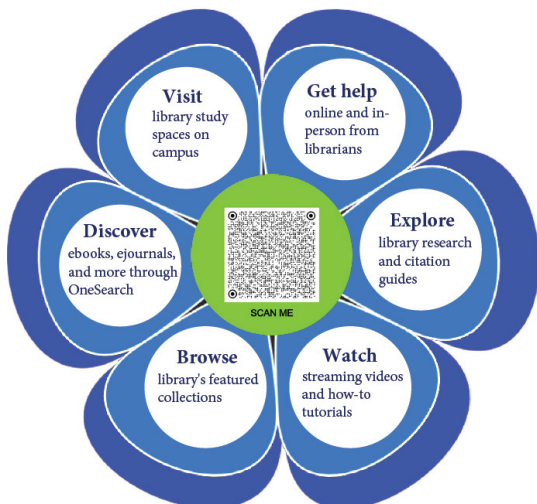 Visit
library study
spaces on
campus
Get help
online and in-
person from
librarians
Discover
ebooks, ejournals,
and more through
OneSearch
Explore
library research
and citation
guides
SCAN ME
Browse
library's featured
collections
Watch
streaming videos
and how-to
tutorials